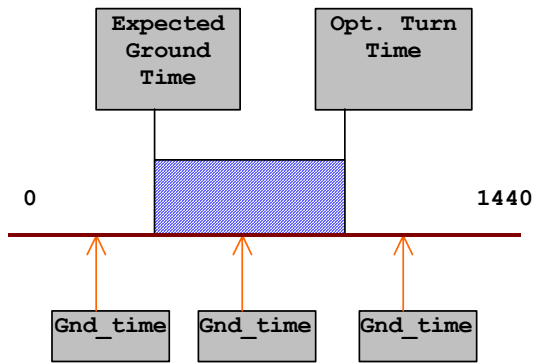 Expected
Ground
Time
Opt. Turn
Time
0
1440
Gnd_time
Gnd_time
Gnd_time